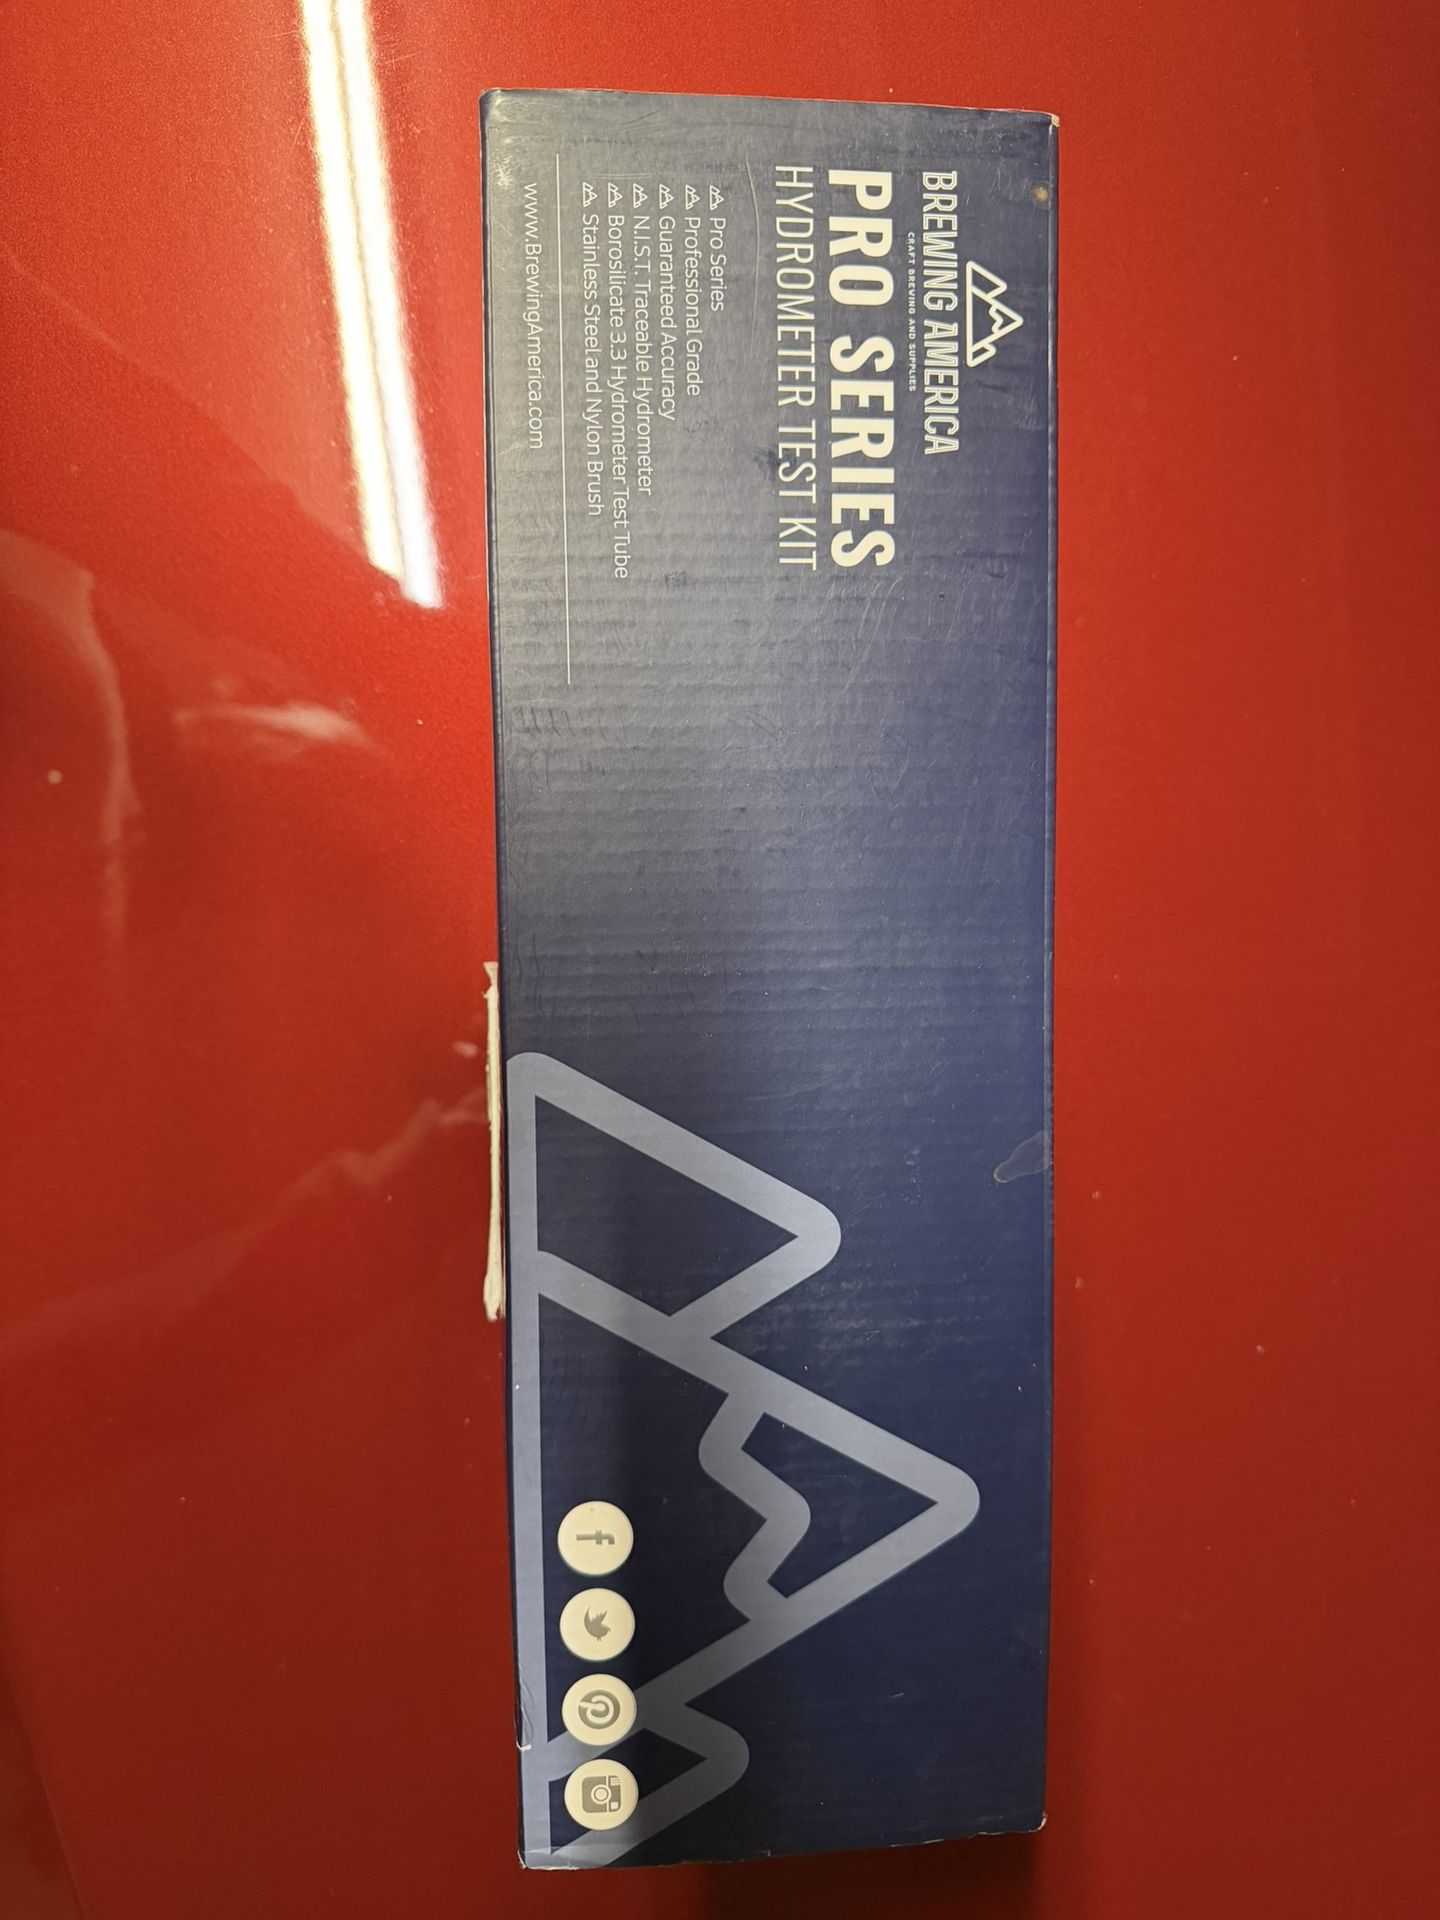 BREWING AMERICA
CRAFT BREWING AND SUPPLIES
PRO SERIES
HYDROMETER TEST KIT
Pro Series
Professional Grade
Guaranteed Accuracy
N.I.S.T. Traceable Hydrometer
Borosilicate 3.3 Hydrometer Test Tube
Stainless Steel and Nylon Brush
www.BrewingAmerica.com